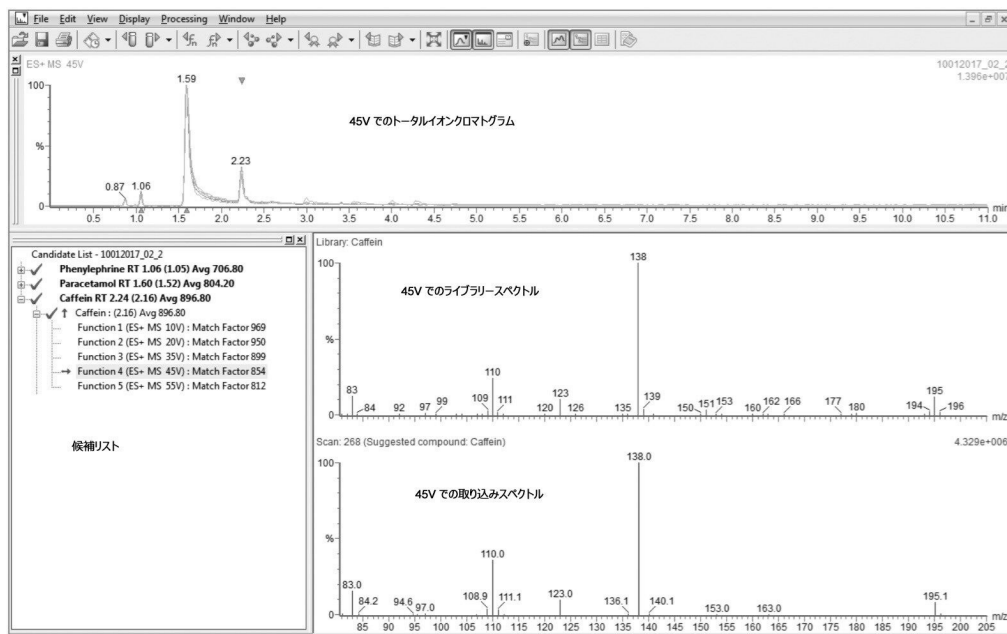 File Edit View Display Processing Window Help
ES+ MS 45V
10012017_02_2
1.396e+007
100
%
0
0.87 1.06 1.59 2.23
45V でのトータルイオンクロマトグラム
0.5 1.0 1.5 2.0 2.5 3.0 3.5 4.0 4.5 5.0 5.5 6.0 6.5 7.0 7.5 8.0 8.5 9.0 9.5 10.0 10.5 11.0 min
Candidate List - 10012017_02_2
Phenylephrine RT 1.06 (1.05) Avg 706.80
Paracetamol RT 1.60 (1.52) Avg 804.20
Caffein RT 2.24 (2.16) Avg 896.80
Caffein : (2.16) Avg 896.80
Function 1 (ES+ MS 10V) : Match Factor 969
Function 2 (ES+ MS 20V) : Match Factor 950
Function 3 (ES+ MS 35V) : Match Factor 899
Function 4 (ES+ MS 45V) : Match Factor 854
Function 5 (ES+ MS 55V) : Match Factor 812
候補リスト
Library: Caffein
100
%
0
45V でのライブラリースペクトル
83 84 92 97 99 109 110 111 120 123 126 135 138 139 150 151 153 160 162 166 177 180 194 195 196
m/z
Scan: 268 (Suggested compound: Caffein)
4.329e+006
100
%
0
45V での取り込みスペクトル
83.0 84.2 94.6 97.0 108.9 110.0 111.1 123.0 136.1 138.0 140.1 153.0 163.0 195.1
m/z
85 90 95 100 105 110 115 120 125 130 135 140 145 150 155 160 165 170 175 180 185 190 195 200 205